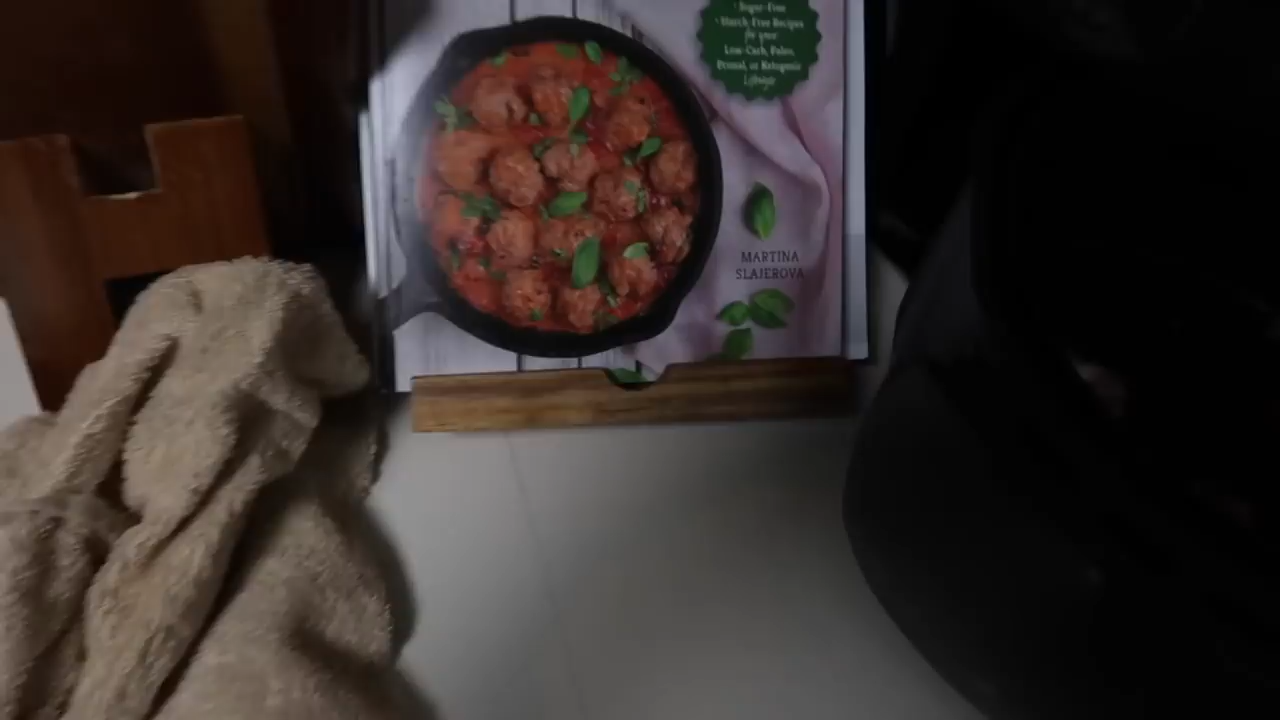 • Sugar-Free
• Starch-Free Recipes
for your
Low-Carb, Paleo,
Primal, or Ketogenic
Lifestyle
MARTINA
SLAJEROVA